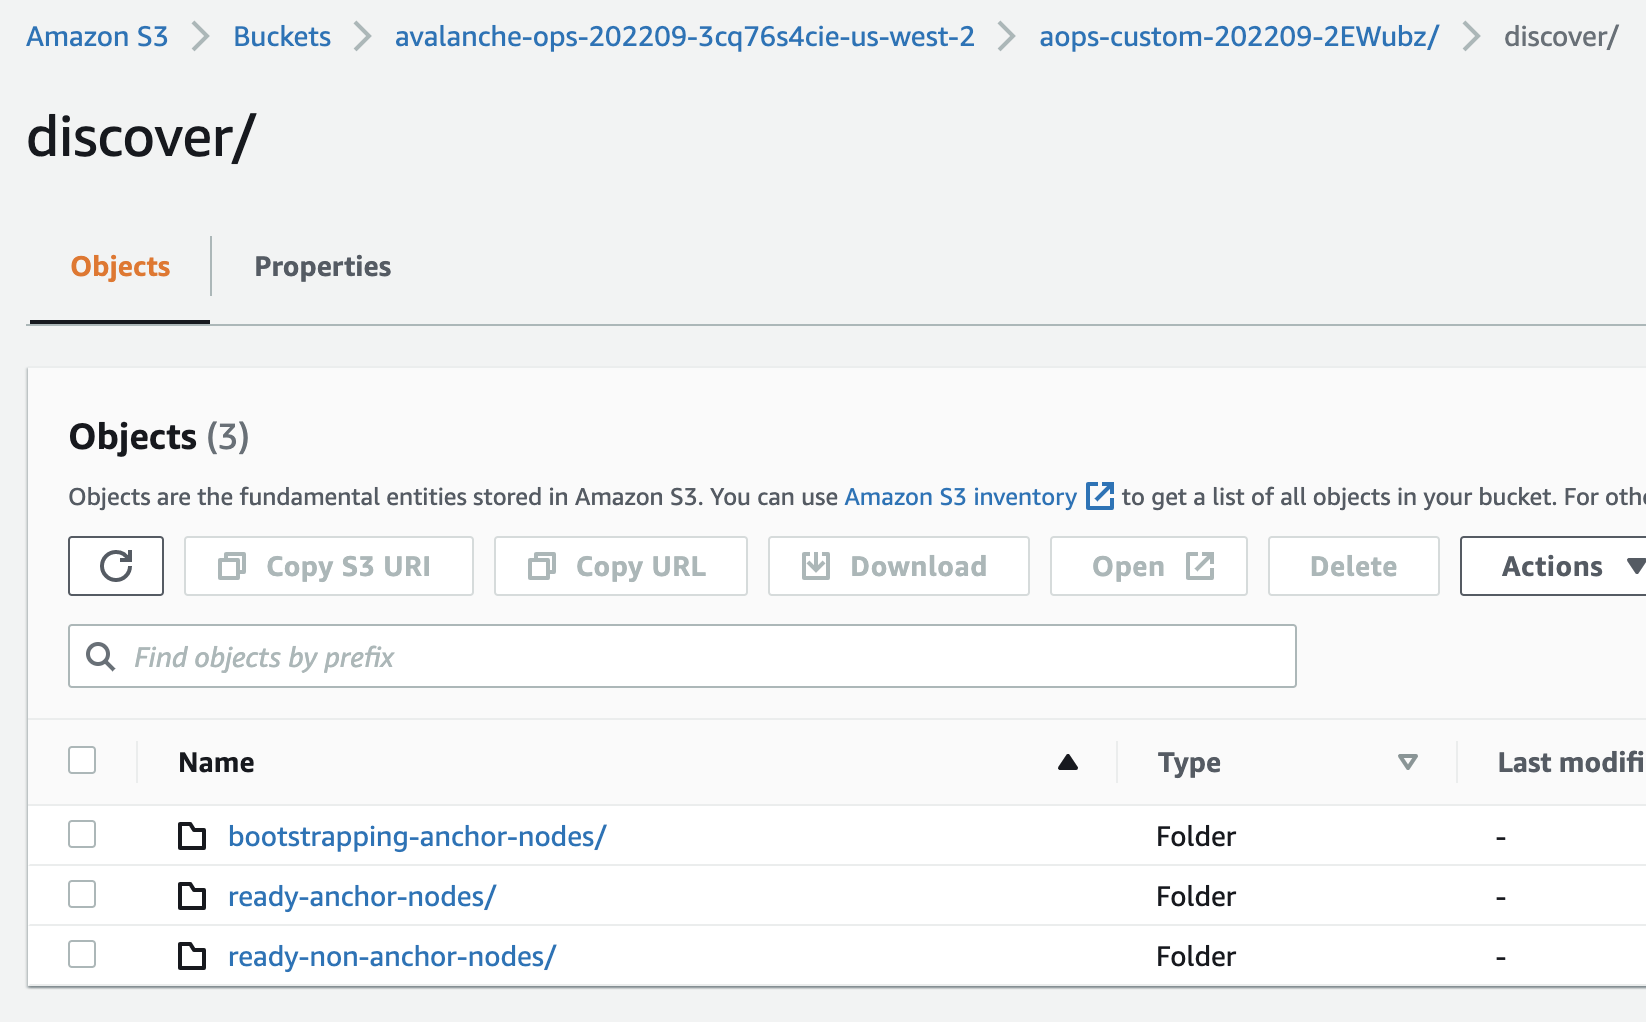 Amazon S3 > Buckets > avalanche-ops-202209-3cq76s4cie-us-west-2 > aops-custom-202209-2EWubz/ > discover/
discover/
Objects Properties
Objects (3)
Objects are the fundamental entities stored in Amazon S3. You can use Amazon S3 inventory to get a list of all objects in your bucket. For othe
Copy S3 URI Copy URL Download Open Delete Actions
Find objects by prefix
Name Type Last modifi
bootstrapping-anchor-nodes/ Folder -
ready-anchor-nodes/ Folder -
ready-non-anchor-nodes/ Folder -